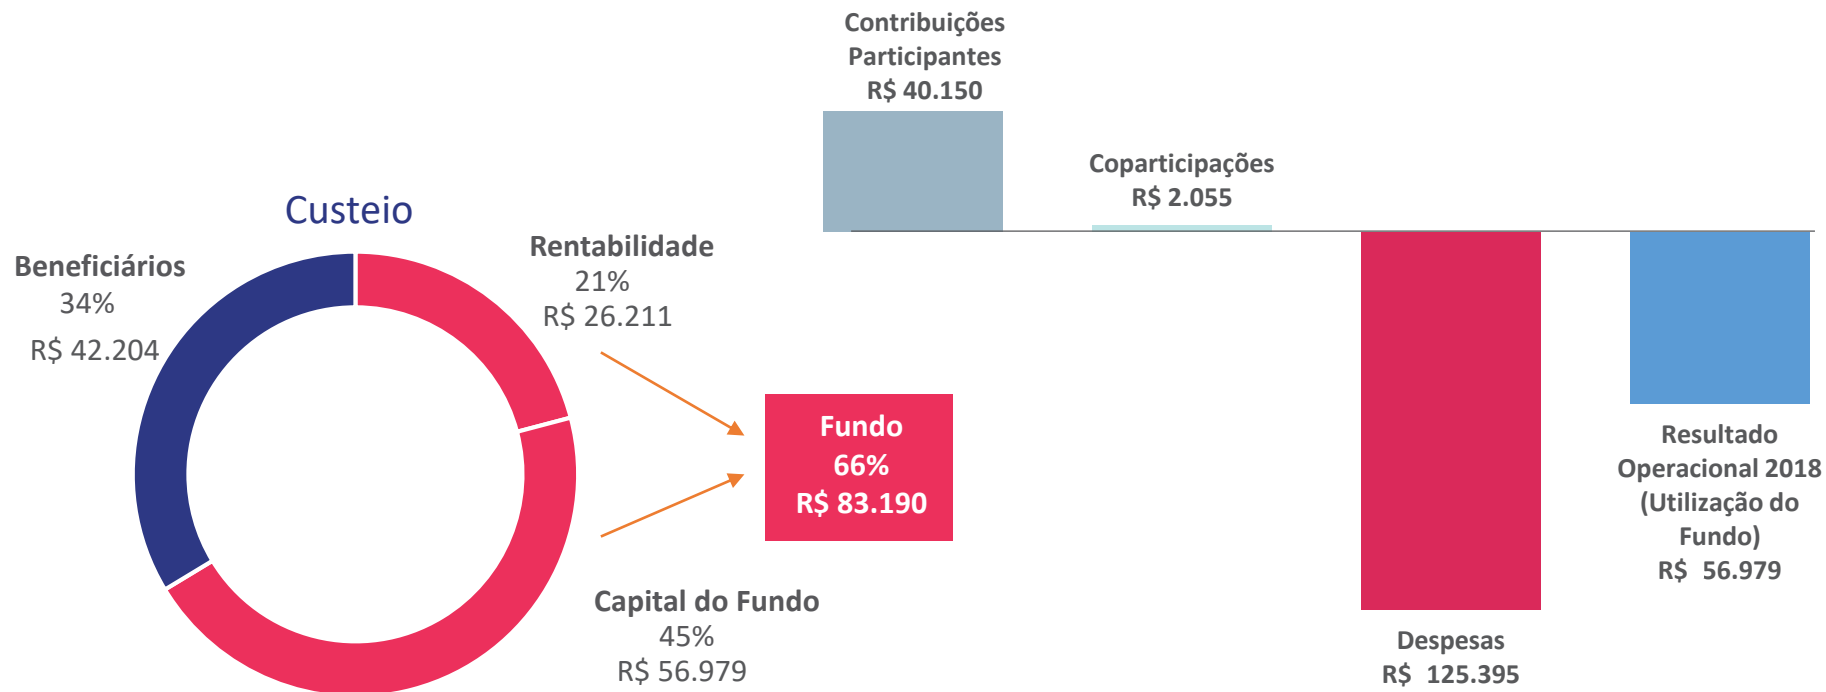 Custeio
Beneficiários
34%
R$ 42.204
Rentabilidade
21%
R$ 26.211
Fundo
66%
R$ 83.190
Capital do Fundo
45%
R$ 56.979
Contribuições
Participantes
R$ 40.150
Coparticipações
R$ 2.055
Despesas
R$ 125.395
Resultado
Operacional 2018
(Utilização do
Fundo)
R$ 56.979